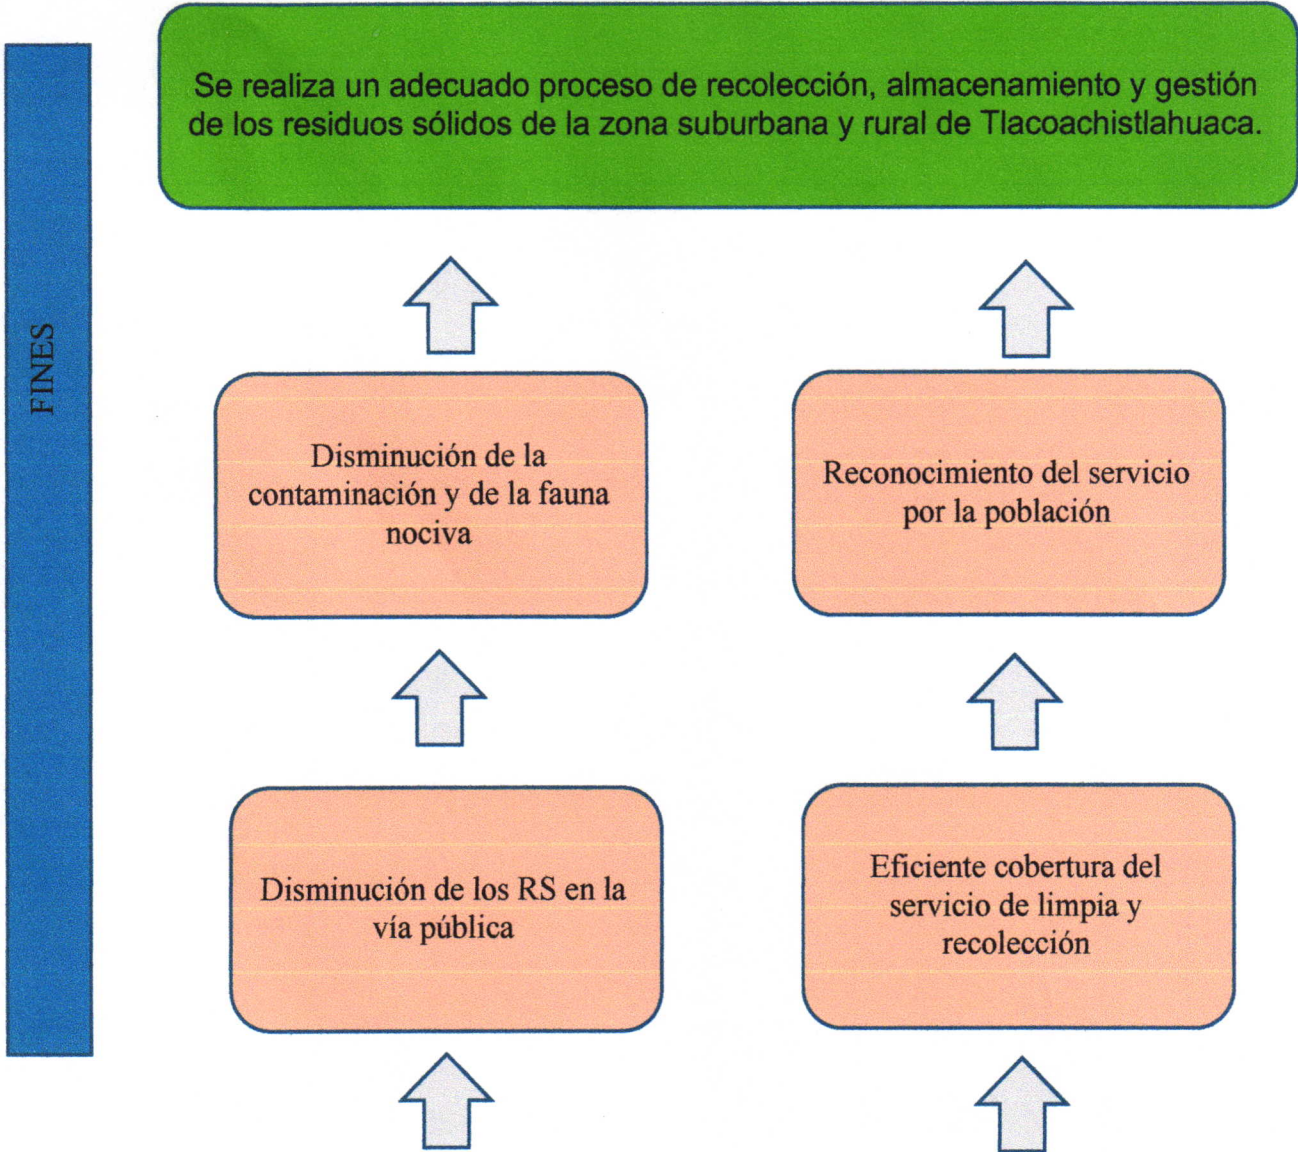 Se realiza un adecuado proceso de recolección, almacenamiento y gestión
de los residuos sólidos de la zona suburbana y rural de Tlacoachistlahuaca.
FINES
Disminución de la
contaminación y de la fauna
nociva
Reconocimiento del servicio
por la población
Disminución de los RS en la
vía pública
Eficiente cobertura del
servicio de limpia y
recolección